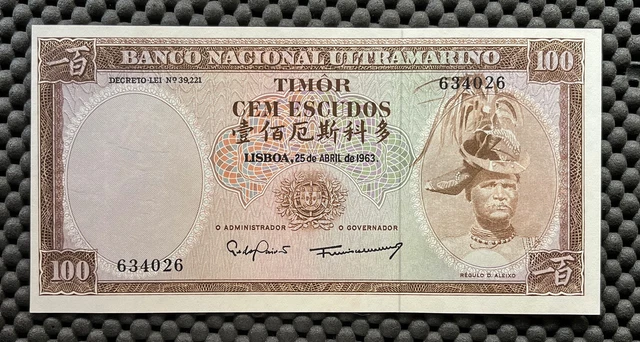 一百 BANCO NACIONAL ULTRAMARINO 100
DECRETO-LEI Nº 39,221
TIMÔR 634026
CEM ESCUDOS
壹佰厄斯科多
LISBOA, 25 de ABRIL de 1963
O ADMINISTRADOR O GOVERNADOR
100 634026
RÉGULO D. ALEIXO
一百